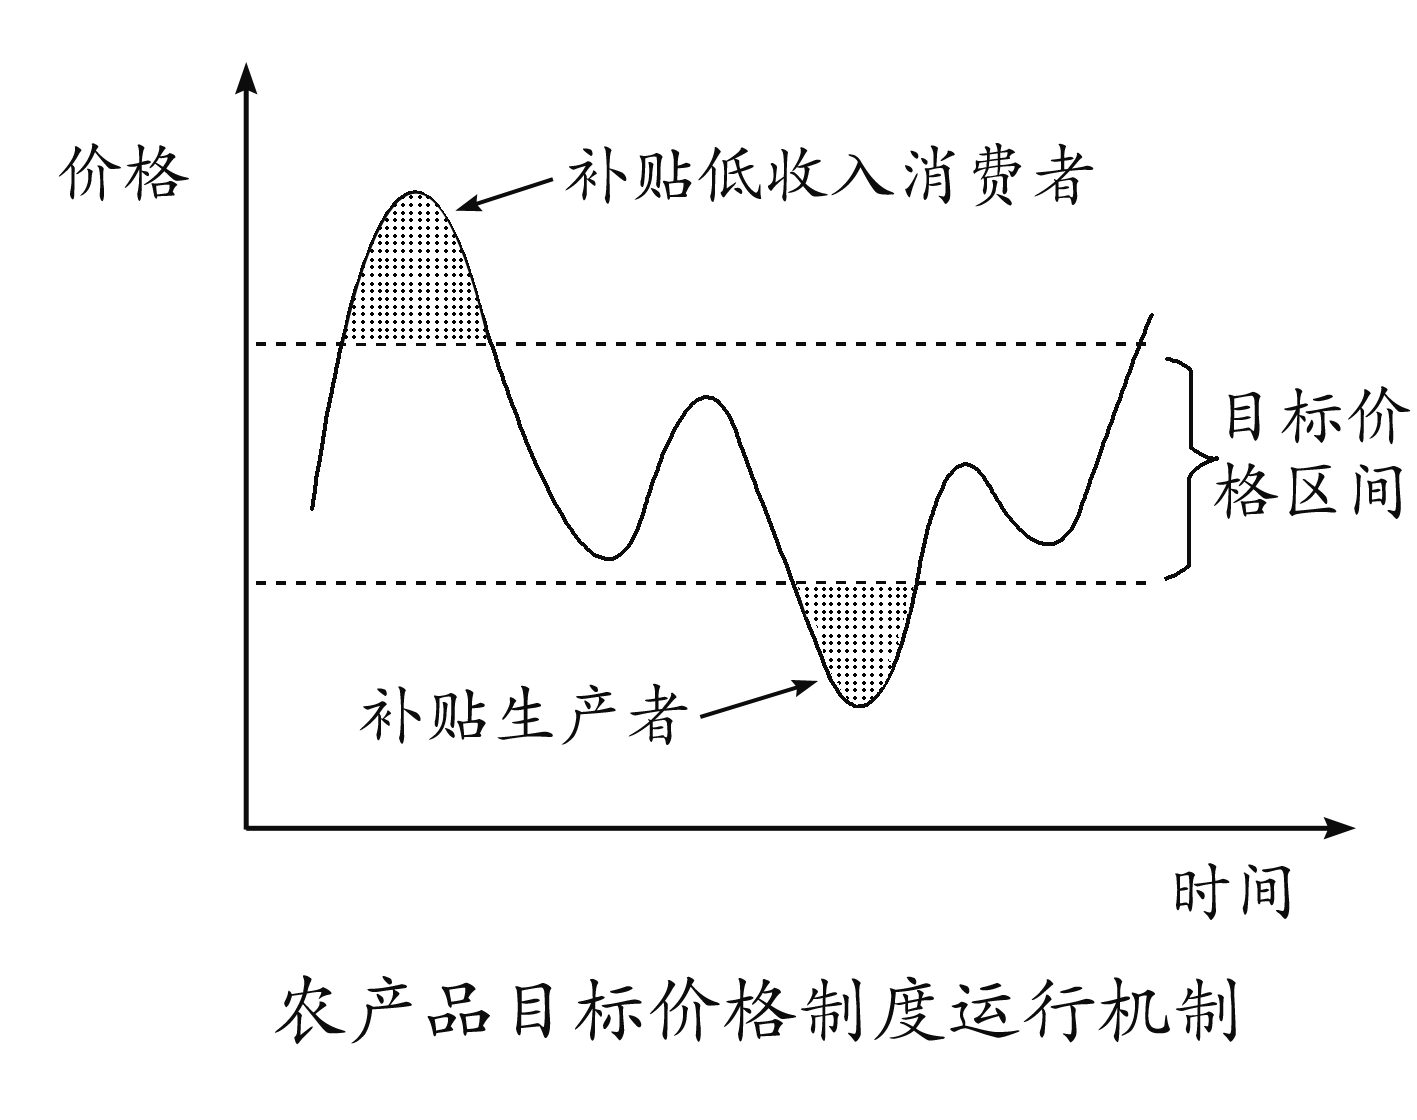 价格
补贴低收入消费者
目标价
格区间
补贴生产者
时间
农产品目标价格制度运行机制